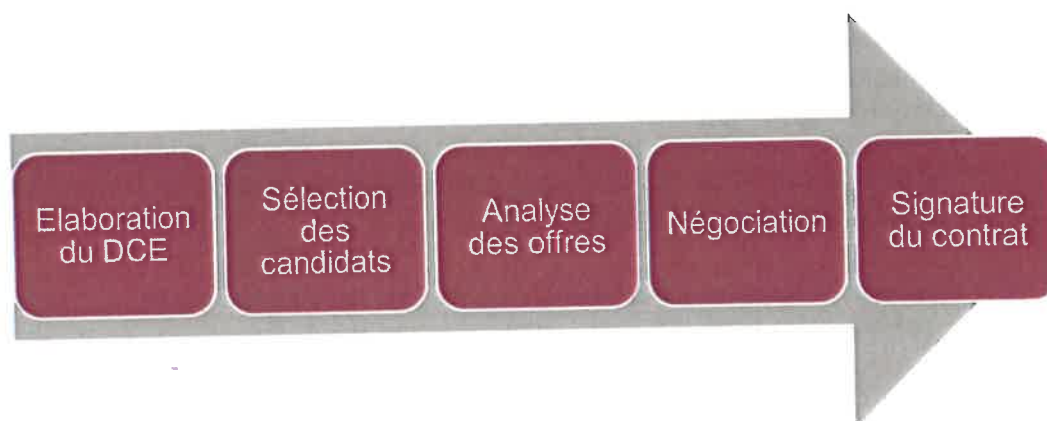 Elaboration
du DCE
Sélection
des
candidats
Analyse
des offres
Négociation
Signature
du contrat